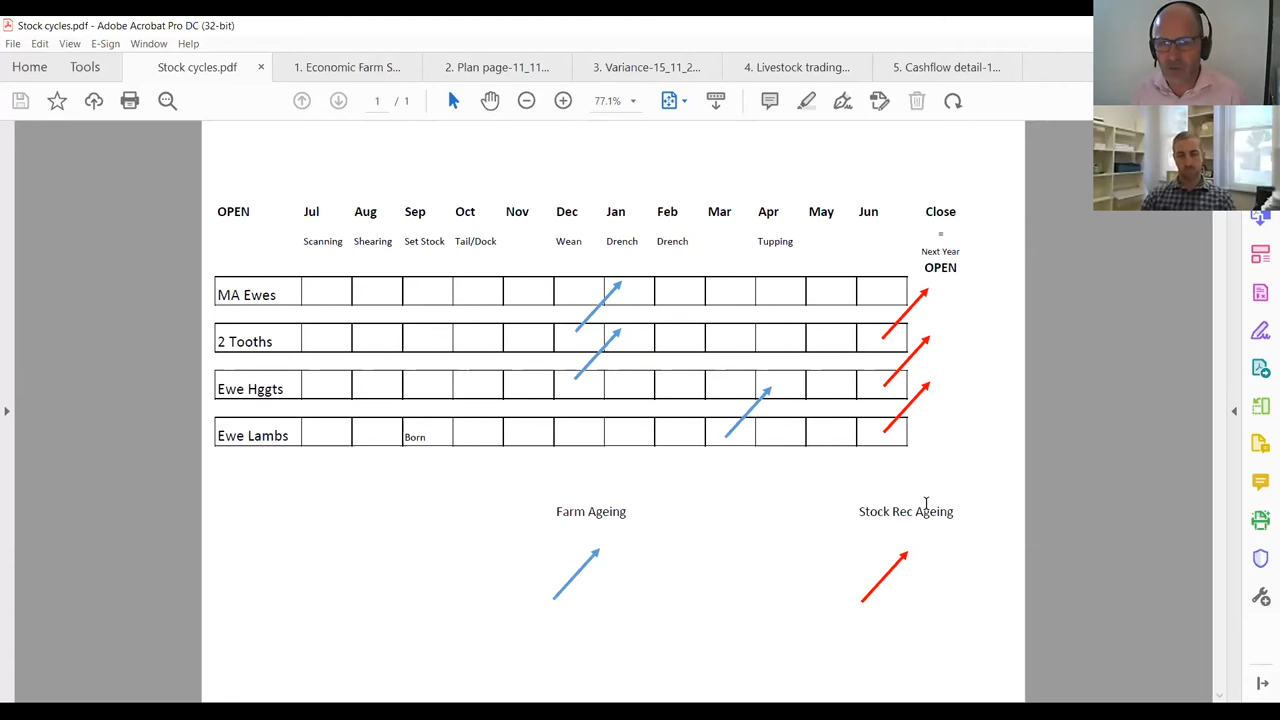 Stock cycles.pdf - Adobe Acrobat Pro DC (32-bit)
File Edit View E-Sign Window Help
Home Tools Stock cycles.pdf × 1. Economic Farm S... 2. Plan page-11_11... 3. Variance-15_11_2... 4. Livestock trading... 5. Cashflow detail-1...
1 / 1 77.1%
OPEN Jul Aug Sep Oct Nov Dec Jan Feb Mar Apr May Jun Close
=
Scanning Shearing Set Stock Tail/Dock Wean Drench Drench Tupping
Next Year
OPEN
MA Ewes
2 Tooths
Ewe Hggts
Ewe Lambs Born
Farm Ageing Stock Rec Ageing